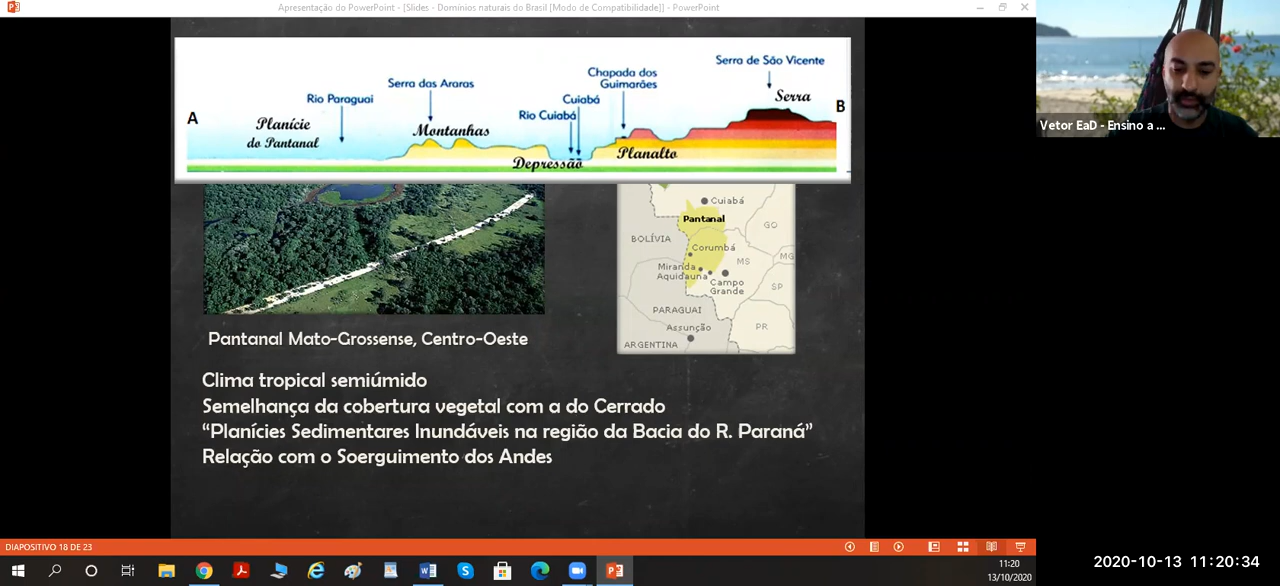 Apresentação do PowerPoint - [Slides - Domínios naturais do Brasil [Modo de Compatibilidade]] - PowerPoint
Serra de São Vicente
Chapada dos
Guimarães
Serra das Araras
Cuiabá
Rio Paraguai
Serra
Rio Cuiabá
A
B
Planície
do Pantanal
Montanhas
Depressão
Planalto
Vetor EaD - Ensino a ...
Cuiabá
Pantanal
GO
BOLÍVIA
Corumbá
MS
MG
Miranda
Aquidauna
Campo
Grande
SP
PARAGUAI
Assunção
PR
ARGENTINA
Pantanal Mato-Grossense, Centro-Oeste
Clima tropical semiúmido
Semelhança da cobertura vegetal com a do Cerrado
“Planícies Sedimentares Inundáveis na região da Bacia do R. Paraná”
Relação com o Soerguimento dos Andes
DIAPOSITIVO 18 DE 23
11:20
13/10/2020
2020-10-13 11:20:34